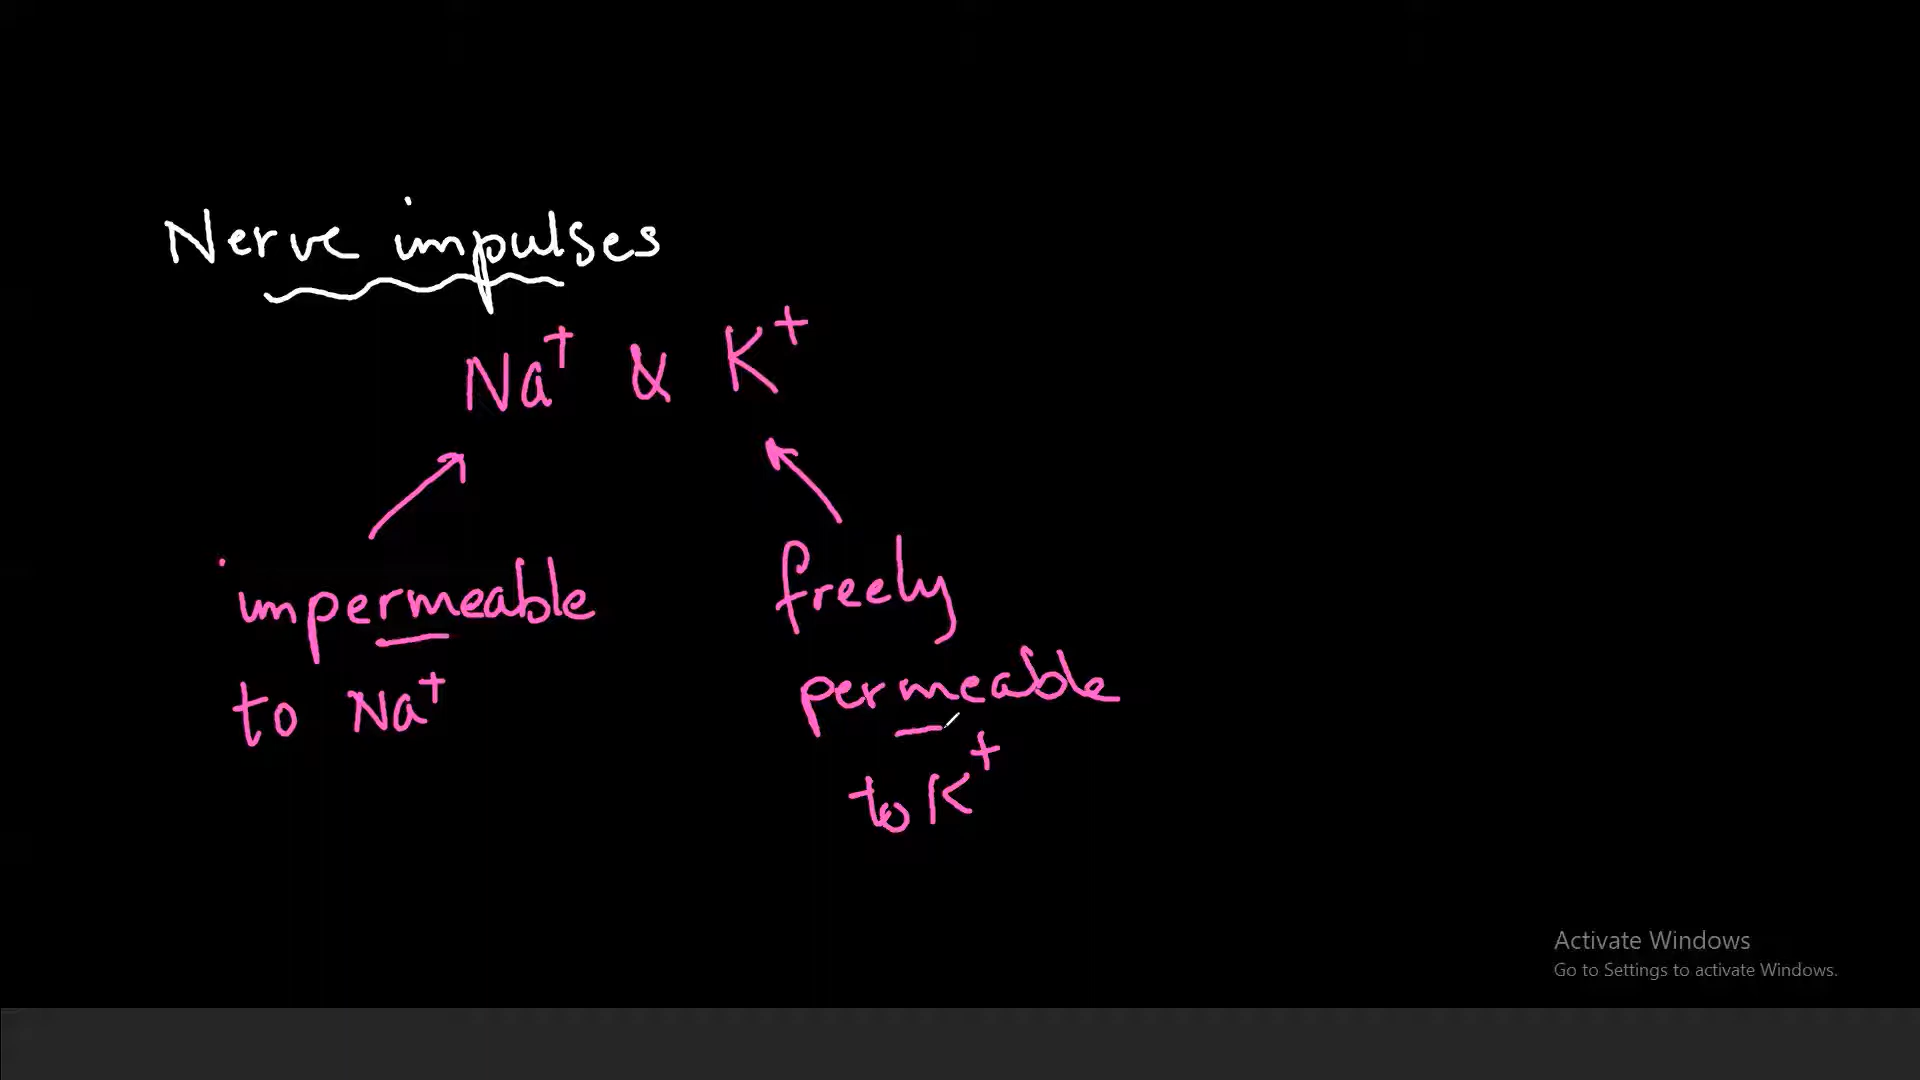 Nerve impulses
Na⁺ & K⁺
impermeable
to Na⁺
freely
permeable
to K⁺
Activate Windows
Go to Settings to activate Windows.